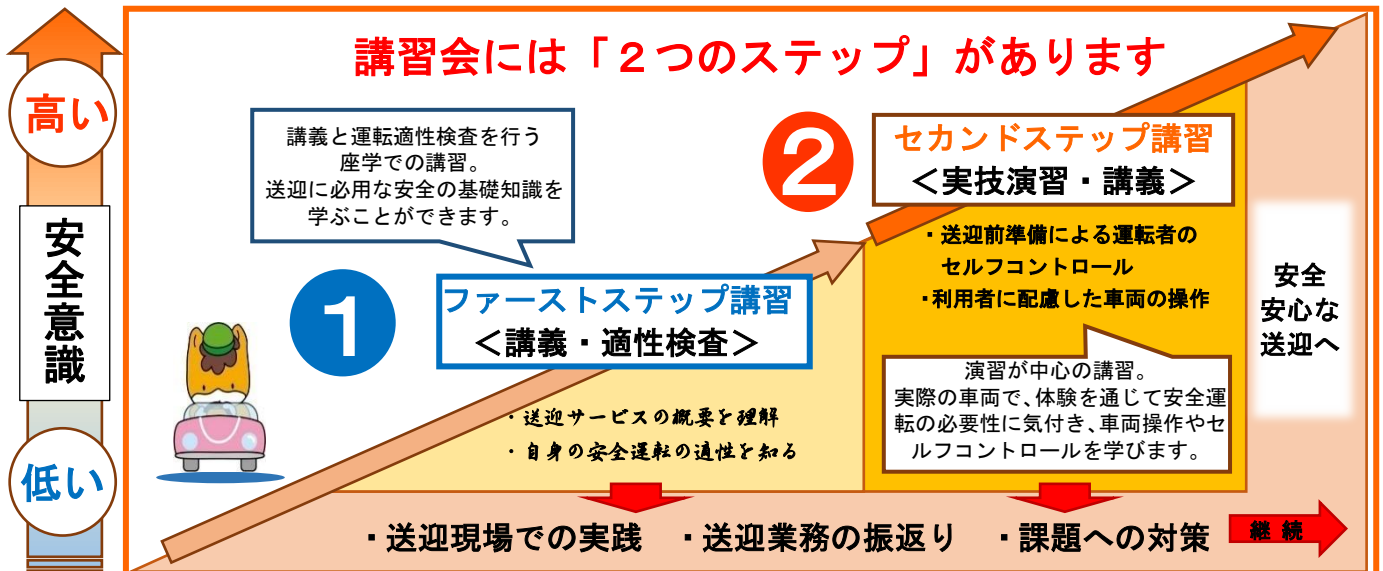 講習会には「２つのステップ」があります
高い
安全意識
低い
講義と運転適性検査を行う
座学での講習。
送迎に必用な安全の基礎知識を
学ぶことができます。
1
ファーストステップ講習
＜講義・適性検査＞
・送迎サービスの概要を理解
・自身の安全運転の適性を知る
2
セカンドステップ講習
＜実技演習・講義＞
・送迎前準備による運転者の
セルフコントロール
・利用者に配慮した車両の操作
演習が中心の講習。
実際の車両で、体験を通じて安全運
転の必要性に気付き、車両操作やセ
ルフコントロールを学びます。
安全
安心な
送迎へ
・送迎現場での実践　・送迎業務の振返り　・課題への対策
継続